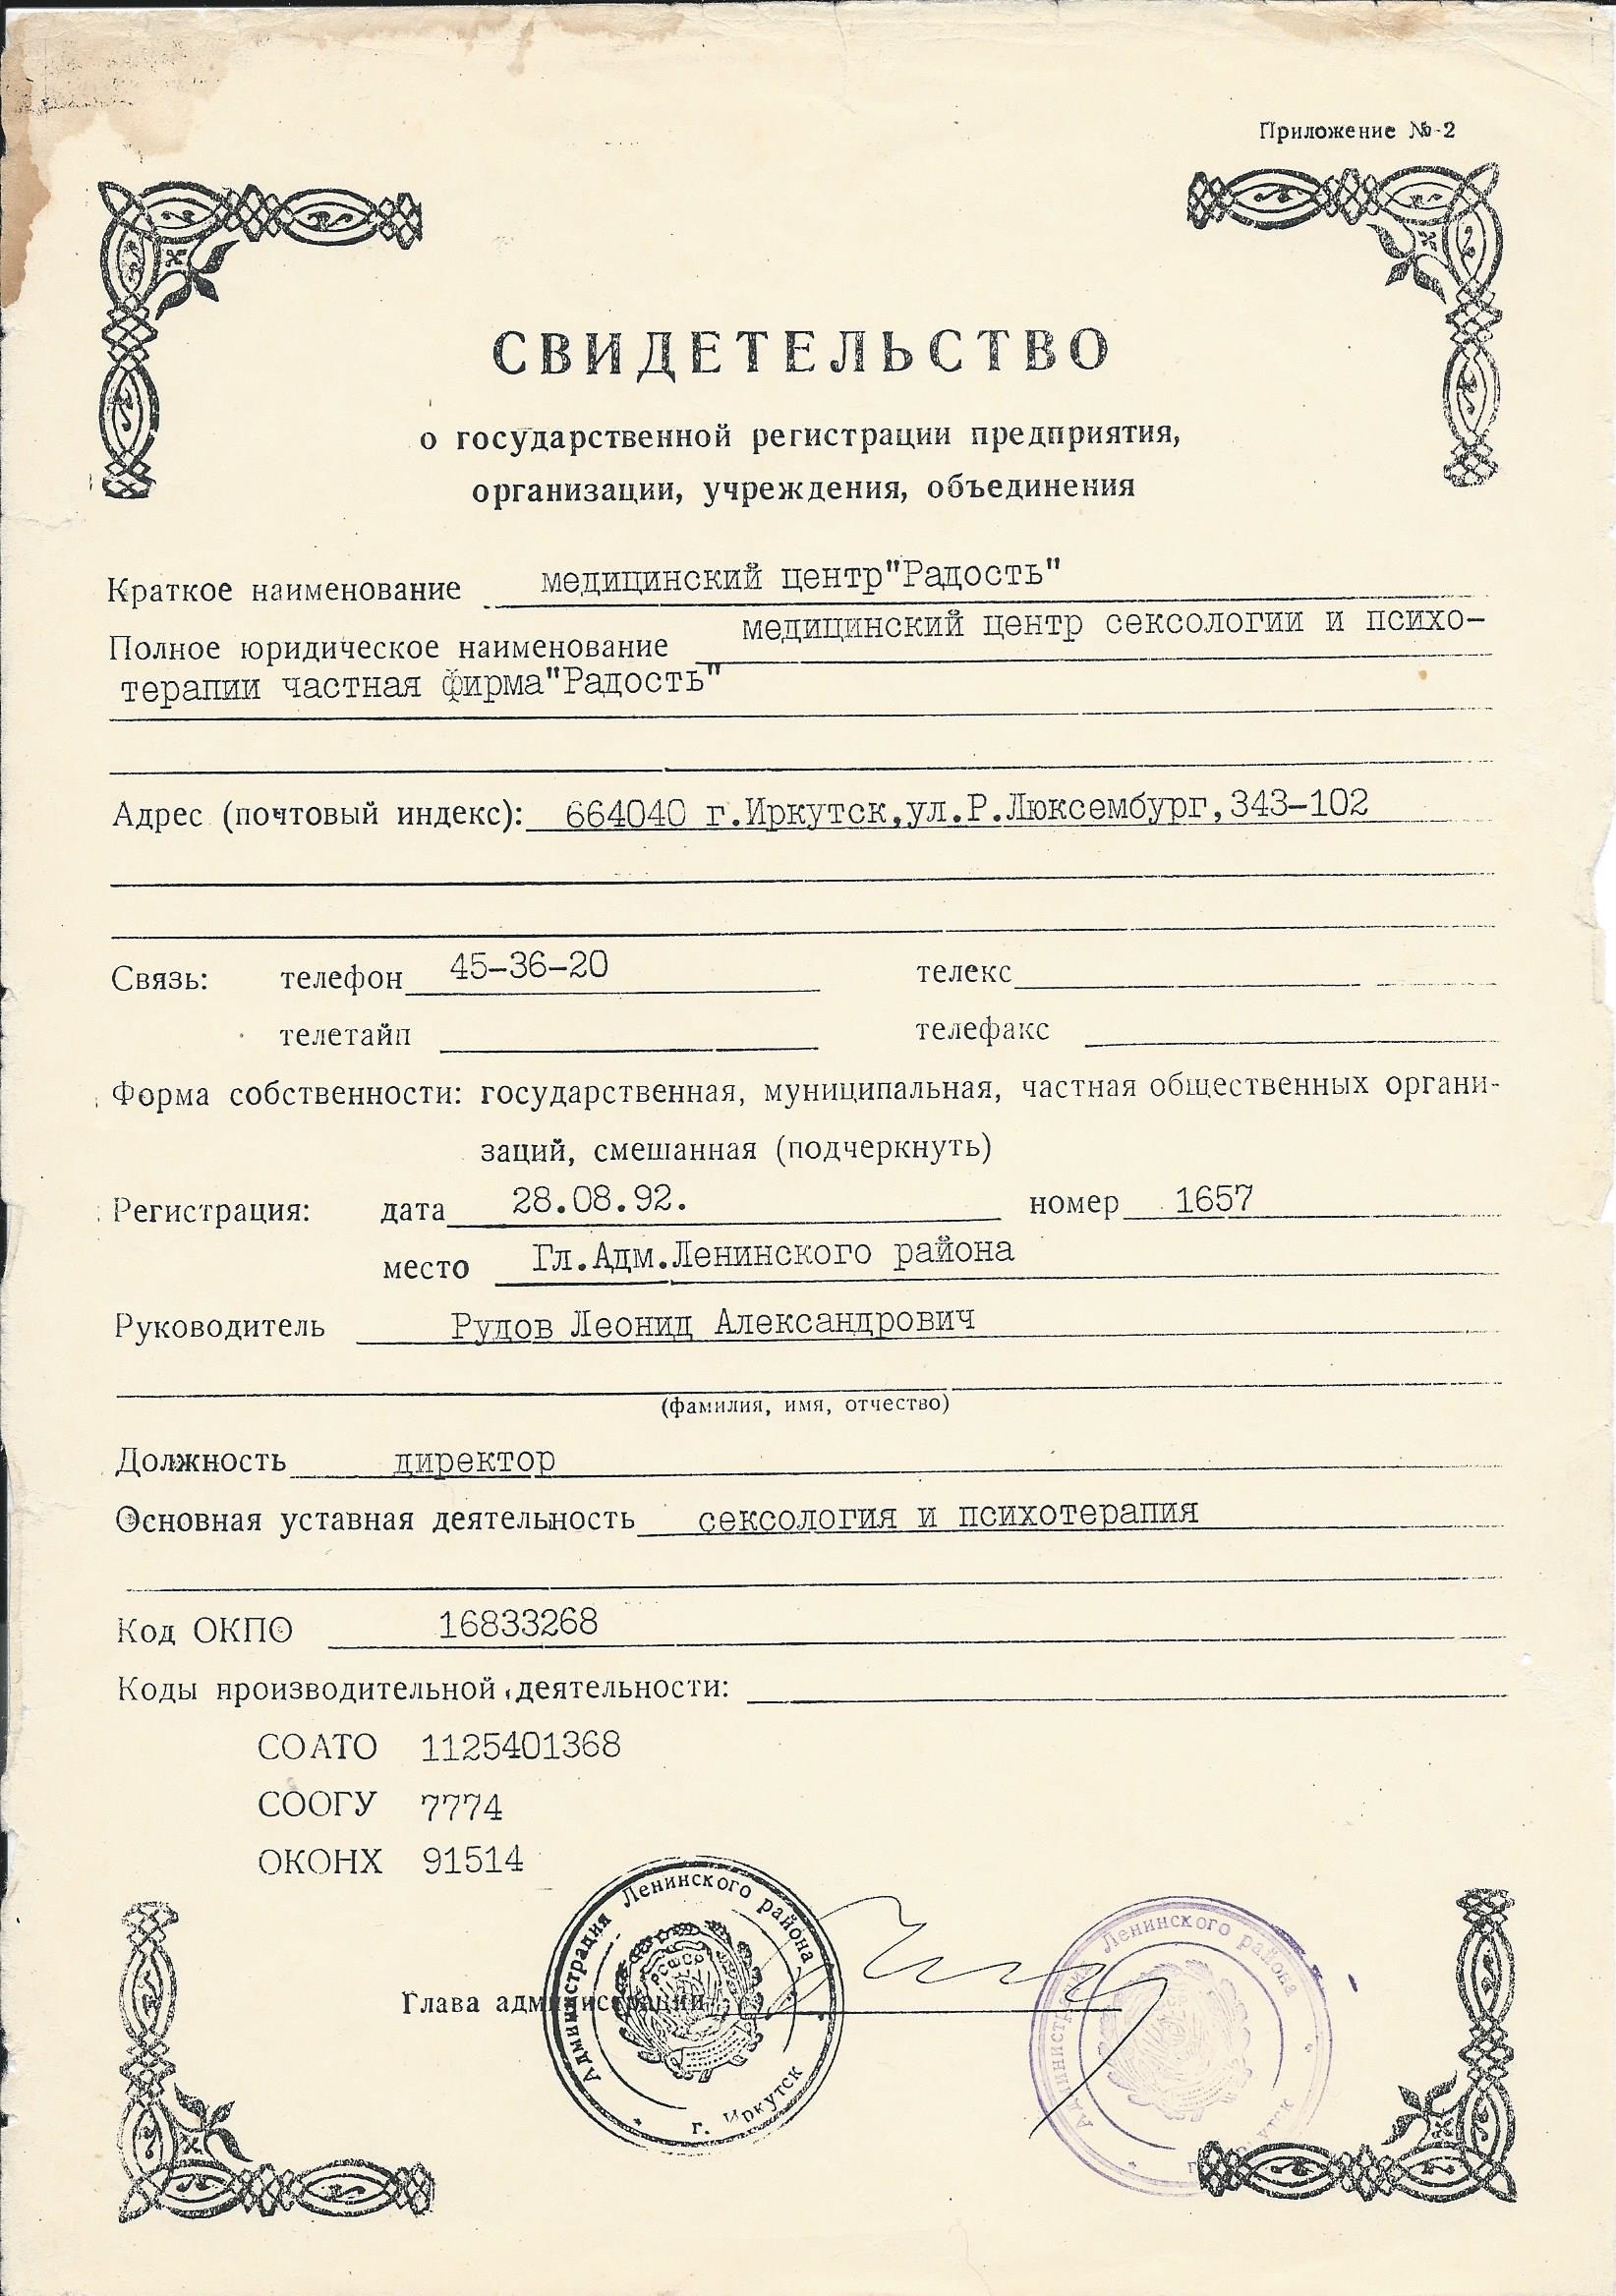 Приложение № 2
СВИДЕТЕЛЬСТВО
о государственной регистрации предприятия,
организации, учреждения, объединения
Краткое наименование медицинский центр"Радость"
Полное юридическое наименование медицинский центр сексологии и психо-
терапии частная фирма"Радость"
Адрес (почтовый индекс): 664040 г.Иркутск,ул.Р.Люксембург,343-102
Связь: телефон 45-36-20 телекс
телетайп телефакс
Форма собственности: государственная, муниципальная, частная общественных органи-
заций, смешанная (подчеркнуть)
Регистрация: дата 28.08.92. номер 1657
место Гл.Адм.Ленинского района
Руководитель Рудов Леонид Александрович
(фамилия, имя, отчество)
Должность директор
Основная уставная деятельность сексология и психотерапия
Код ОКПО 16833268
Коды производительной деятельности:
СОАТО 1125401368
СООГУ 7774
ОКОНХ 91514
Глава администрации
Администрация Ленинского района
РСФСР
г. Иркутск
Администрация Ленинского района
г. Иркутск